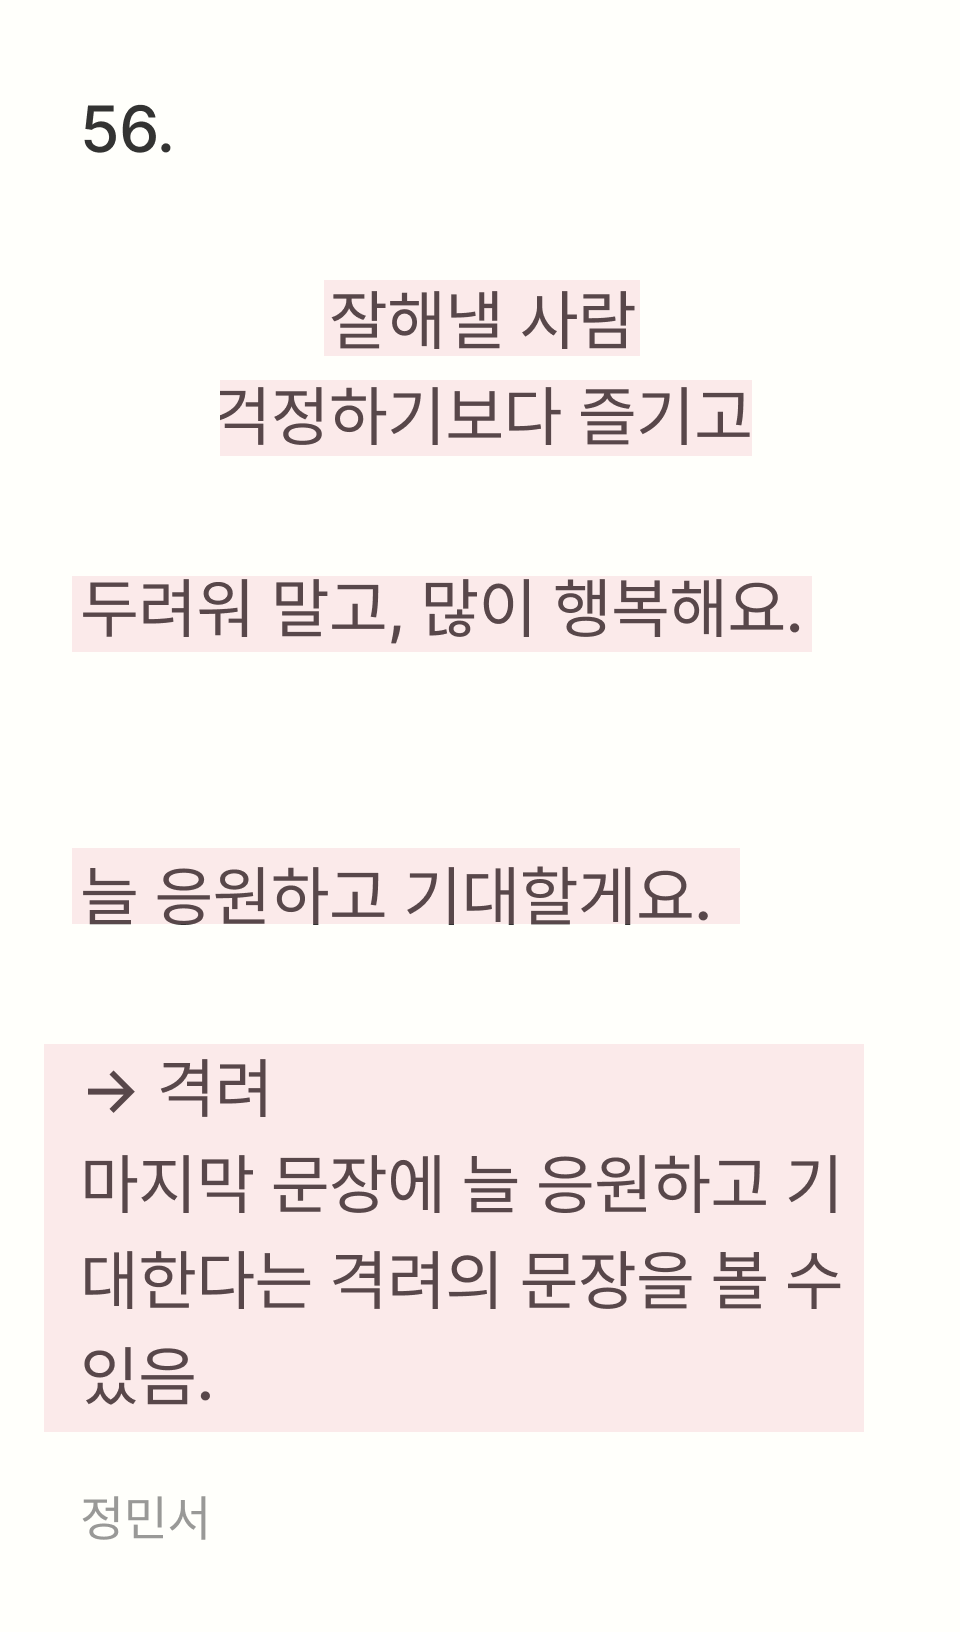 56.
잘해낼 사람
걱정하기보다 즐기고
두려워 말고, 많이 행복해요.
늘 응원하고 기대할게요.
→ 격려
마지막 문장에 늘 응원하고 기
대한다는 격려의 문장을 볼 수
있음.
정민서